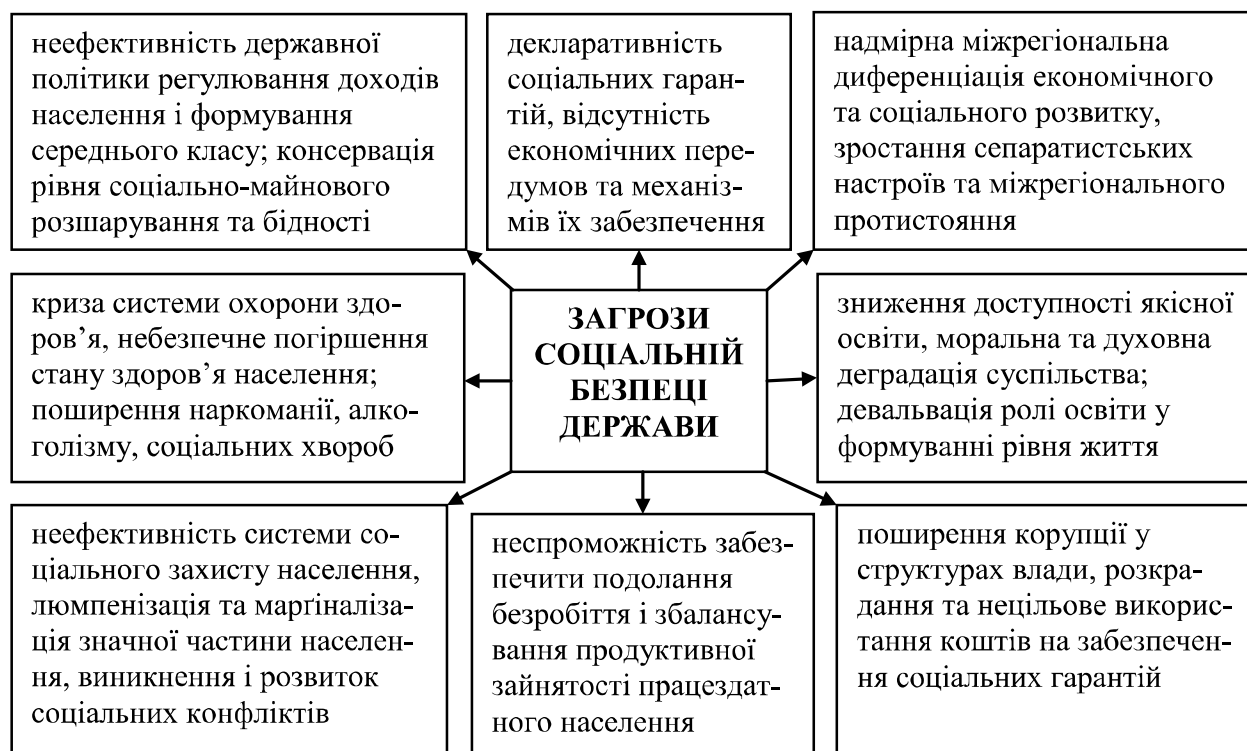 неефективність державної
політики регулювання доходів
населення і формування
середнього класу; консервація
рівня соціально-майнового
розшарування та бідності
декларативність
соціальних гаран-
тій, відсутність
економічних пере-
думов та механіз-
мів їх забезпечення
надмірна міжрегіональна
диференціація економічного
та соціального розвитку,
зростання сепаратистських
настроїв та міжрегіонального
протистояння
криза системи охорони здо-
ров’я, небезпечне погіршення
стану здоров’я населення;
поширення наркоманії, алко-
голізму, соціальних хвороб
ЗАГРОЗИ
СОЦІАЛЬНІЙ
БЕЗПЕЦІ
ДЕРЖАВИ
зниження доступності якісної
освіти, моральна та духовна
деградація суспільства;
девальвація ролі освіти у
формуванні рівня життя
неефективність системи со-
ціального захисту населення,
люмпенізація та марґіналіза-
ція значної частини населен-
ня, виникнення і розвиток
соціальних конфліктів
неспроможність забез-
печити подолання
безробіття і збалансу-
вання продуктивної
зайнятості працездат-
ного населення
поширення корупції у
структурах влади, розкра-
дання та нецільове викорис-
тання коштів на забезпечен-
ня соціальних гарантій